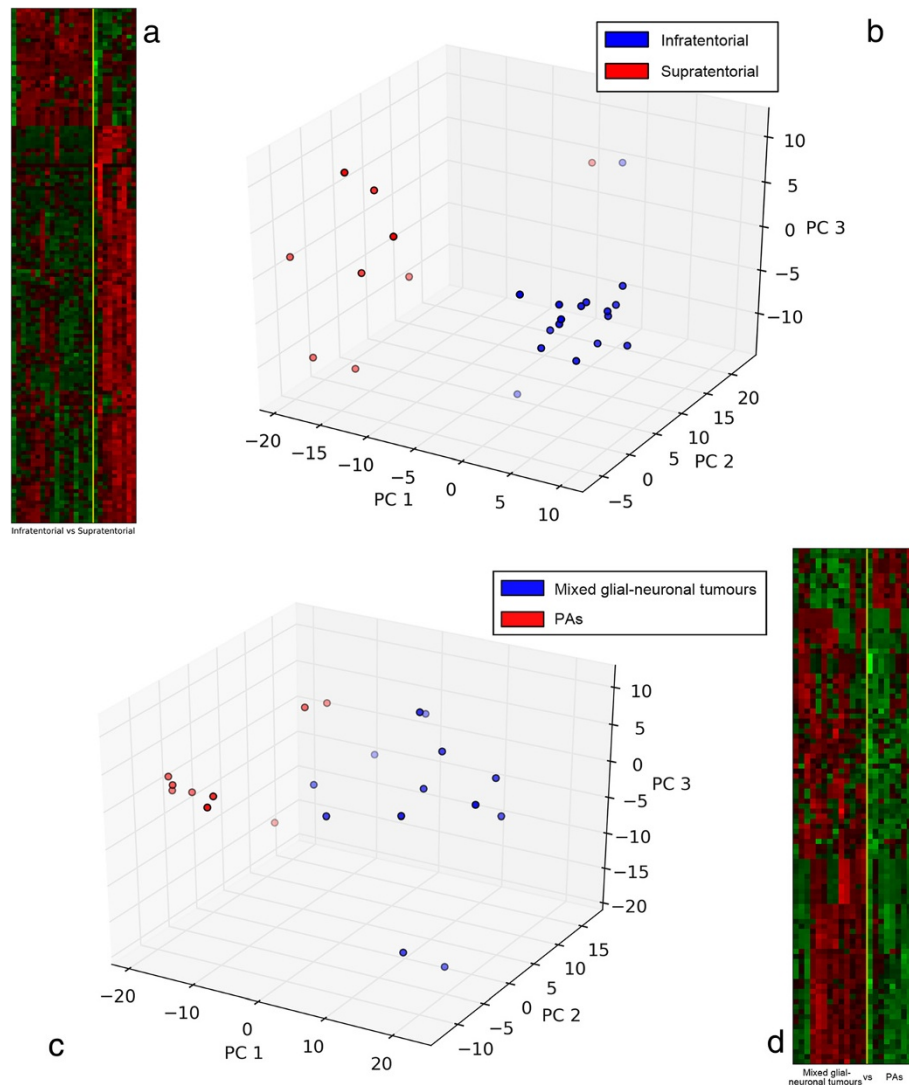 a
b
Infratentorial
Supratentorial
10
5
0
PC 3
−5
−10
20
15
10
5
PC 2
0
−5
−20
−15
−10
−5
0
5
10
PC 1
Infratentorial vs Supratentorial
Mixed glial-neuronal tumours
PAs
10
5
0
PC 3
−5
−10
−15
−20
15
10
5
0
PC 2
−5
−10
−20
−10
0
10
20
PC 1
c
d
Mixed glial- vs PAs
neuronal tumours